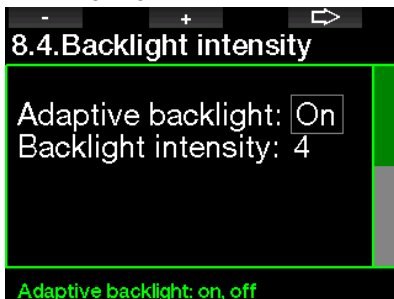 - +
8.4.Backlight intensity
Adaptive backlight: On
Backlight intensity: 4
Adaptive backlight: on, off